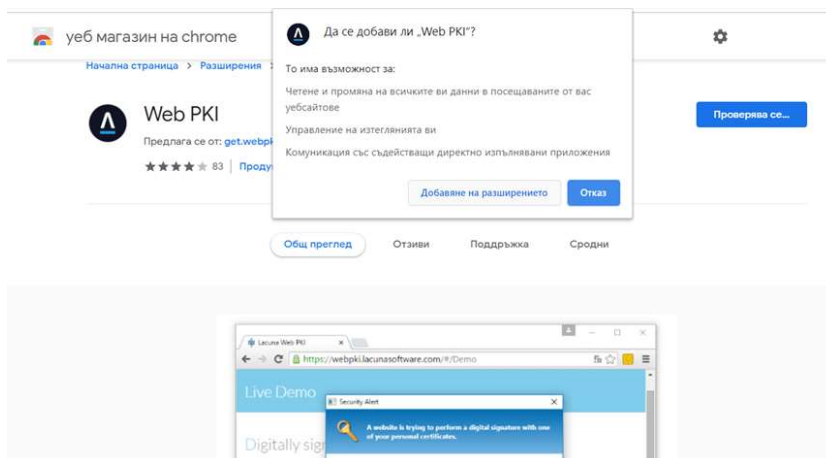 уеб магазин на chrome
Да се добави ли „Web PKI“?
Начална страница > Разширения >
То има възможност за:
Четене и промяна на всичките ви данни в посещаваните от вас
уебсайтове
Управление на изтеглянията ви
Комуникация със съдействащи директно изпълнявани приложения
Добавяне на разширението
Отказ
Web PKI
Предлага се от: get.webpk
83
Проду
Проверява се...
Общ преглед
Отзиви
Поддръжка
Сродни
Lacuna Web PKI
https://webpki.lacunasoftware.com/#/Demo
Live Demo
Security Alert
A website is trying to perform a digital signature with one
of your personal certificates.
Digitally sig